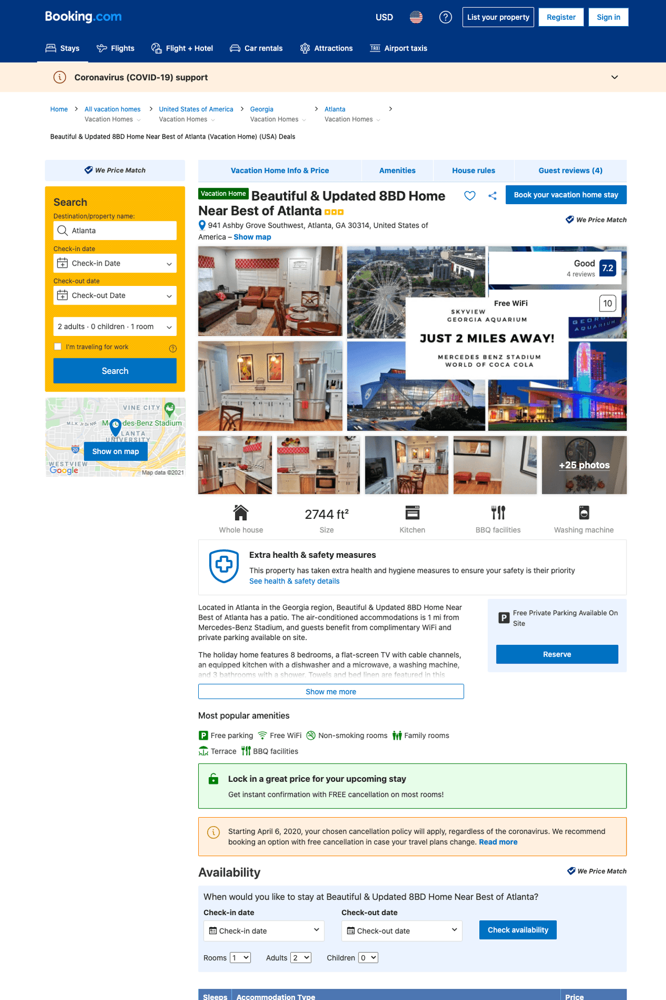 Booking.com
USD
List your property
Register
Sign in
Stays
Flights
Flight + Hotel
Car rentals
Attractions
Airport taxis
Coronavirus (COVID-19) support
Home
All vacation homes
Vacation Homes
United States of America
Vacation Homes
Georgia
Vacation Homes
Atlanta
Vacation Homes
Beautiful & Updated 8BD Home Near Best of Atlanta (Vacation Home) (USA) Deals
We Price Match
Search
Destination/property name:
Atlanta
Check-in date
Check-in Date
Check-out date
Check-out Date
2 adults · 0 children · 1 room
I'm traveling for work
Search
VINE CITY
M.L.K. Jr Dr NW
Mercedes-Benz Stadium
ATLANTA
UNIVERSITY
20
Show on map
WESTVIEW
Google
Map data ©2021
Vacation Home Info & Price
Amenities
House rules
Guest reviews (4)
Vacation Home Beautiful & Updated 8BD Home
Near Best of Atlanta
Book your vacation home stay
We Price Match
941 Ashby Grove Southwest, Atlanta, GA 30314, United States of
America – Show map
Good
4 reviews
7.2
Free WiFi
10
SKYVIEW
GEORGIA AQUARIUM
JUST 2 MILES AWAY!
MERCEDES BENZ STADIUM
WORLD OF COCA COLA
GEORGIA
AQUARIUM
+25 photos
Whole house
2744 ft²
Size
Kitchen
BBQ facilities
Washing machine
Extra health & safety measures
This property has taken extra health and hygiene measures to ensure your safety is their priority
See health & safety details
Located in Atlanta in the Georgia region, Beautiful & Updated 8BD Home Near
Best of Atlanta has a patio. The air-conditioned accommodations is 1 mi from
Mercedes-Benz Stadium, and guests benefit from complimentary WiFi and
private parking available on site.
The holiday home features 8 bedrooms, a flat-screen TV with cable channels,
an equipped kitchen with a dishwasher and a microwave, a washing machine,
and 3 bathrooms with a shower. Towels and bed linen are featured in this
Show me more
P
Free Private Parking Available On
Site
Reserve
Most popular amenities
P Free parking
Free WiFi
Non-smoking rooms
Family rooms
Terrace
BBQ facilities
Lock in a great price for your upcoming stay
Get instant confirmation with FREE cancellation on most rooms!
Starting April 6, 2020, your chosen cancellation policy will apply, regardless of the coronavirus. We recommend
booking an option with free cancellation in case your travel plans change. Read more
Availability
We Price Match
When would you like to stay at Beautiful & Updated 8BD Home Near Best of Atlanta?
Check-in date
Check-out date
Check-in date
Check-out date
Check availability
Rooms 1
Adults 2
Children 0
Sleeps
Accommodation Type
Price